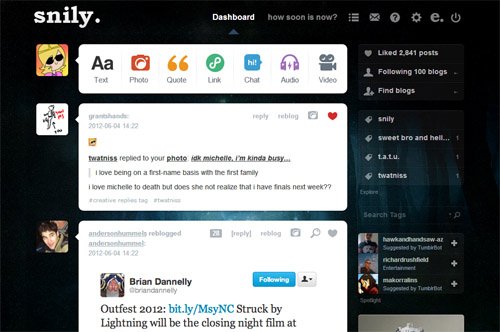 snily.
Dashboard how soon is now? e.
Aa
Text Photo Quote Link hi! Chat Audio Video
Liked 2,841 posts
Following 100 blogs
Find blogs
snily
sweet bro and hell... 1
t.a.t.u. 1
twatniss 1
Explore
Search Tags
hawkandhandsaw-az
Suggested by TumblrBot
richardrushfield
Entertainment
makorralins
Suggested by TumblrBot
Spotlight
grantshands: reply reblog
2012-06-04 14:22
twatniss replied to your photo idk michelle, i'm kinda busy...
i love being on a first-name basis with the first family
i love michelle to death but does she not realize that i have finals next week??
#creative replies tag #twatniss
andersonhummels reblogged [reply] reblog
andersonhummel:
2012-06-04 14:22
Brian Dannelly Following
@briandannelly
Outfest 2012: bit.ly/MsyNC Struck by
Lightning will be the closing night film at